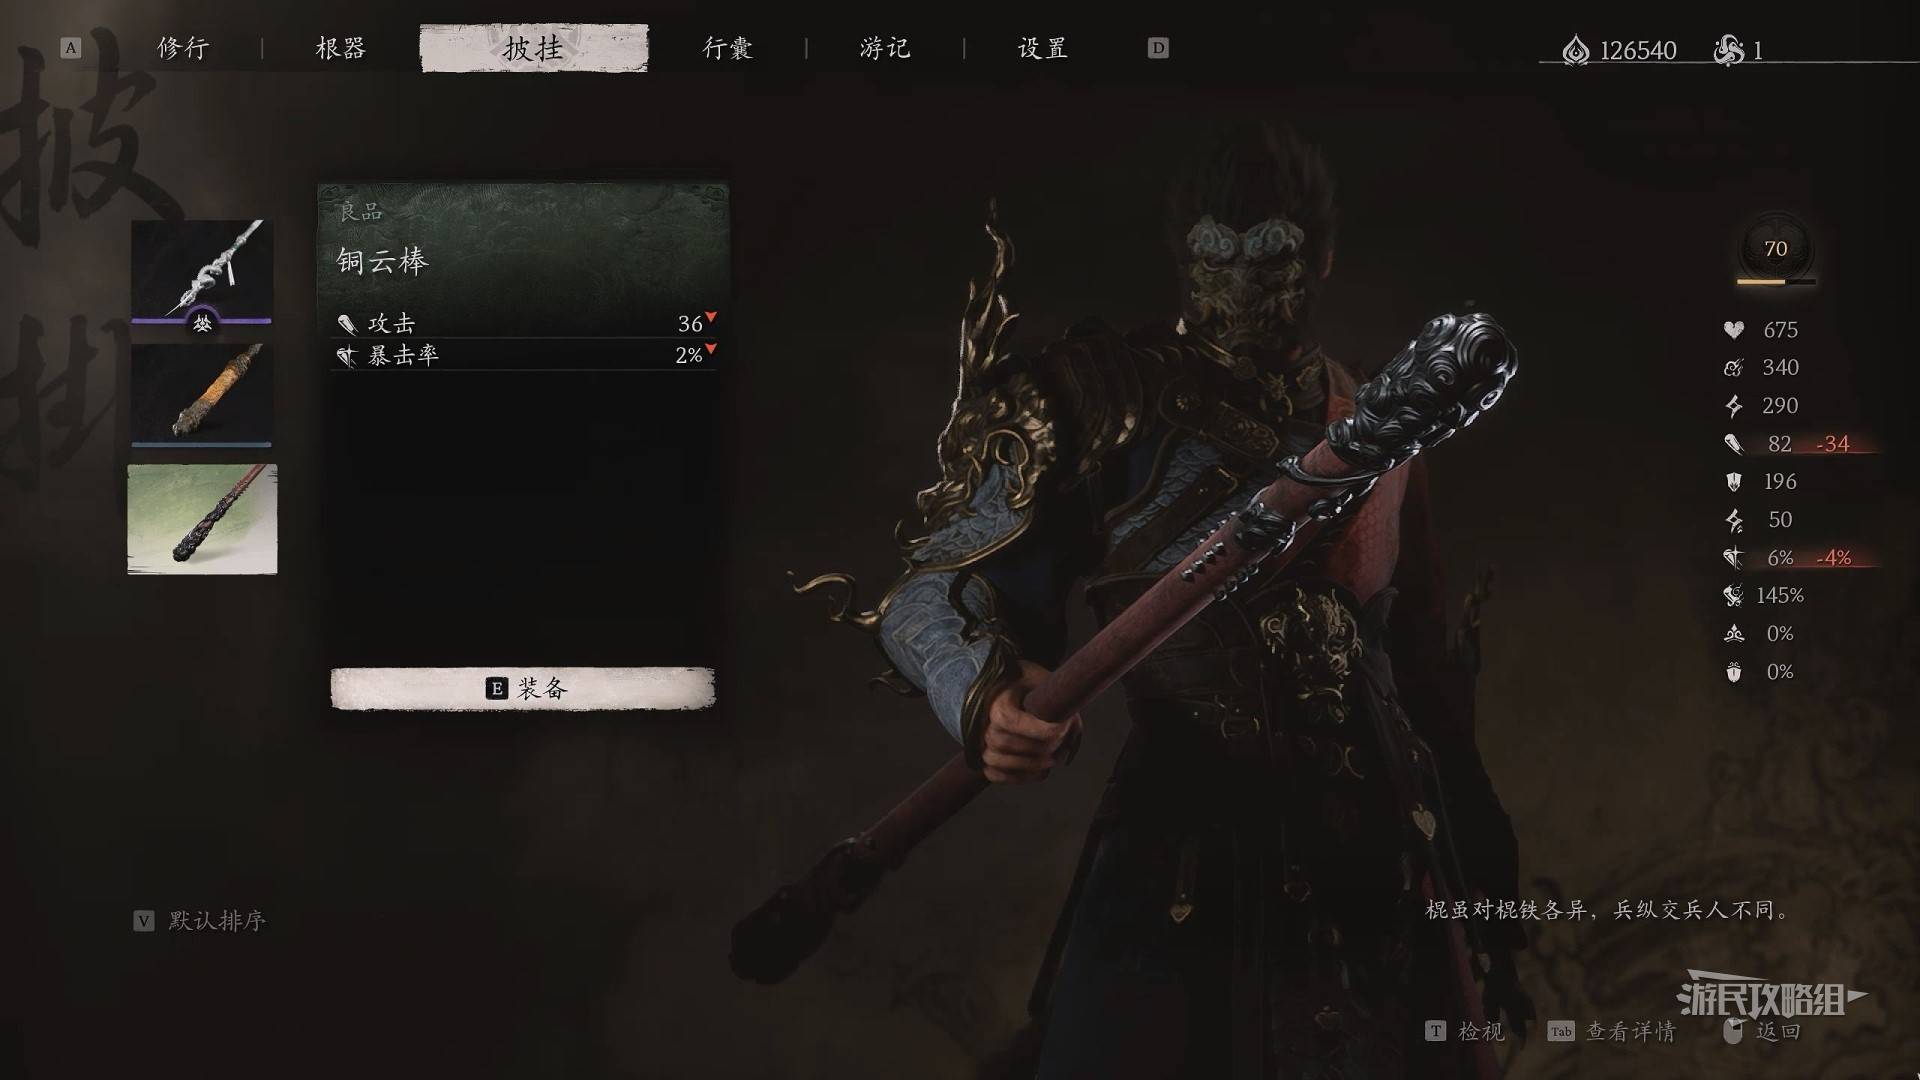 A 修行 根器 披挂 行囊 游记 设置 D
126540 1
披挂
良品
铜云棒
攻击 36
暴击率 2%
E 装备
70
675
340
290
82 -34
196
50
6% -4%
145%
0%
0%
V 默认排序
棍虽对棍铁各异，兵纵交兵人不同。
游民攻略组
T 检视 Tab 查看详情 返回